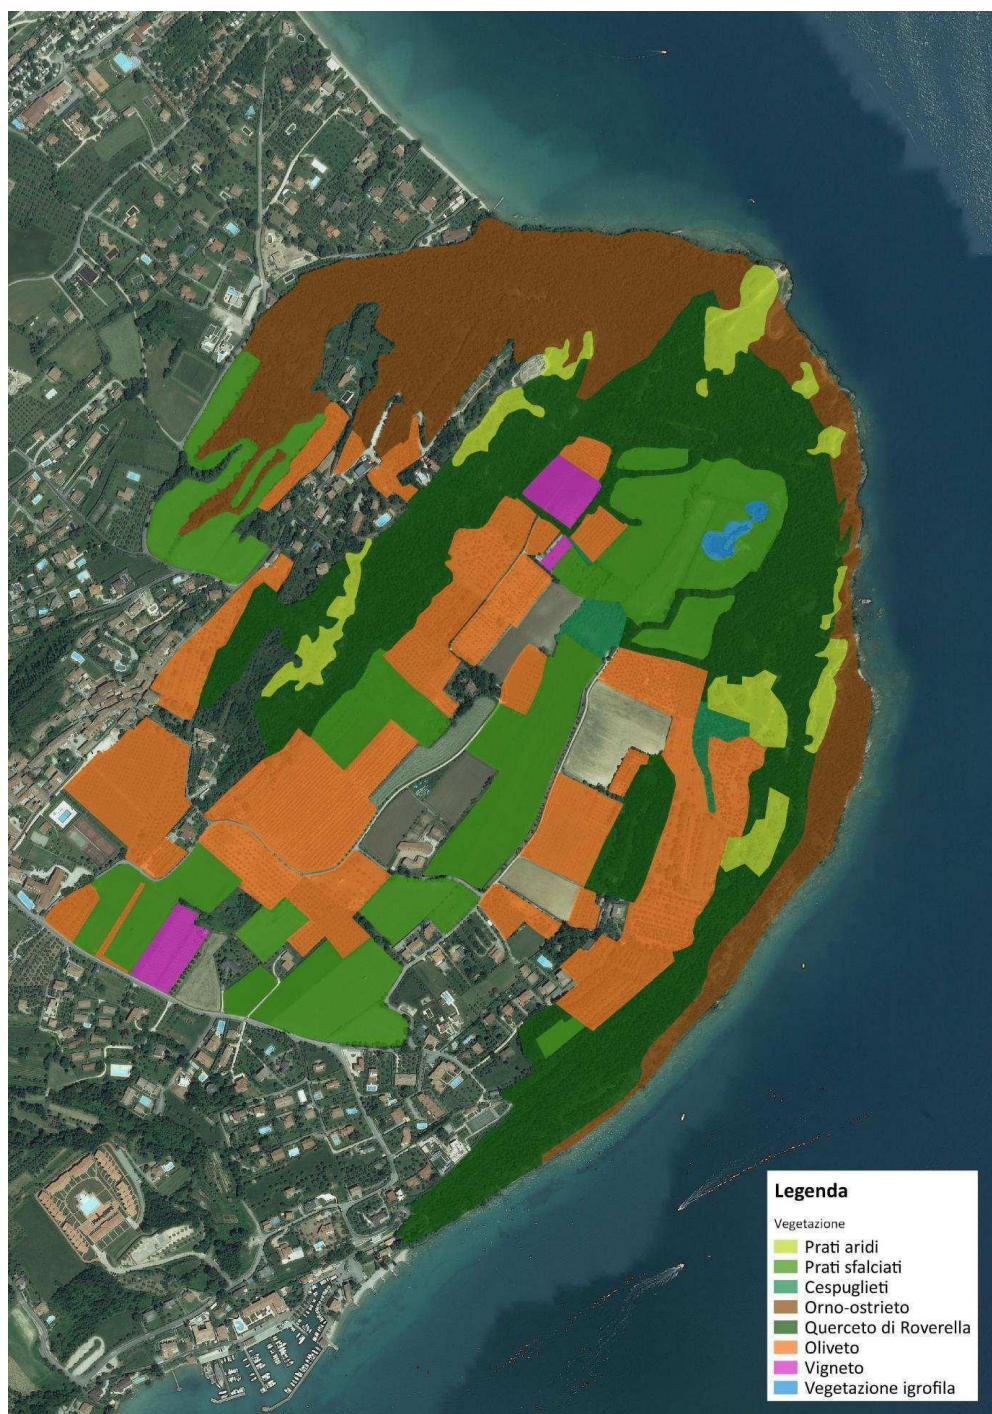 Legenda
Vegetazione
Prati aridi
Prati sfalciati
Cespuglieti
Orno-ostrieto
Querceto di Roverella
Oliveto
Vigneto
Vegetazione igrofila